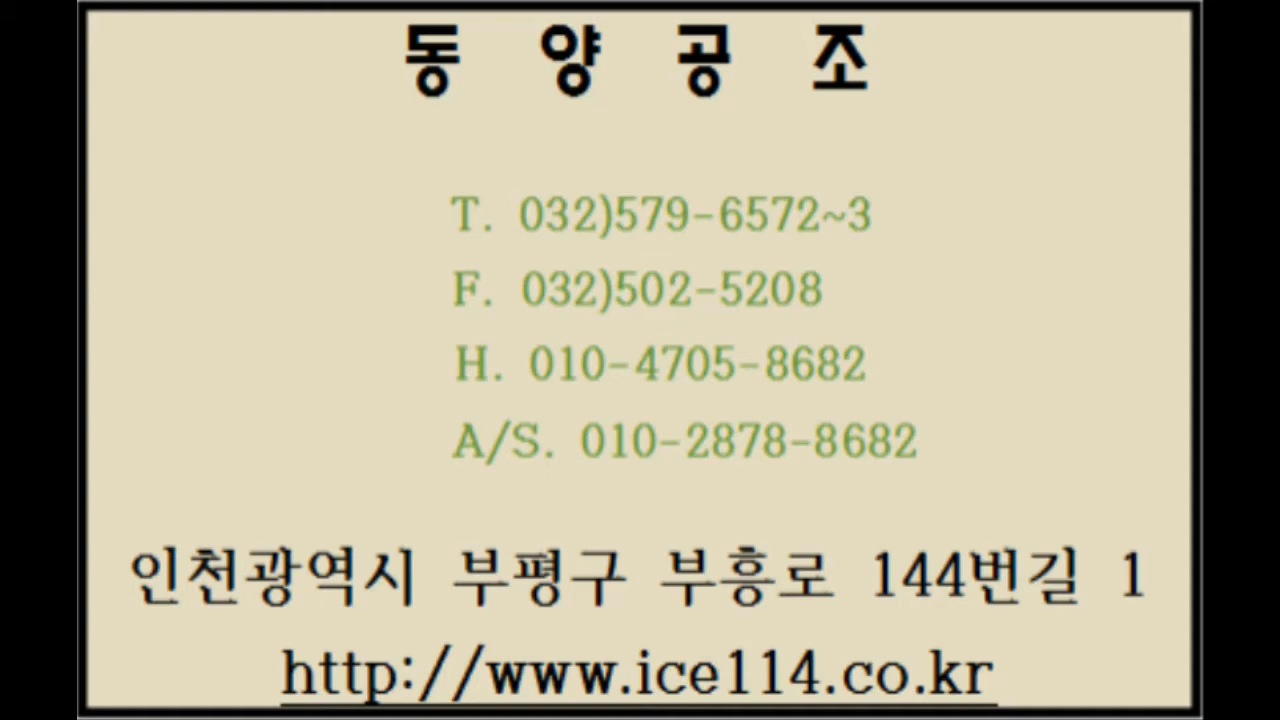 동 양 공 조
T. 032)579-6572~3
F. 032)502-5208
H. 010-4705-8682
A/S. 010-2878-8682
인천광역시 부평구 부흥로 144번길 1
http://www.ice114.co.kr